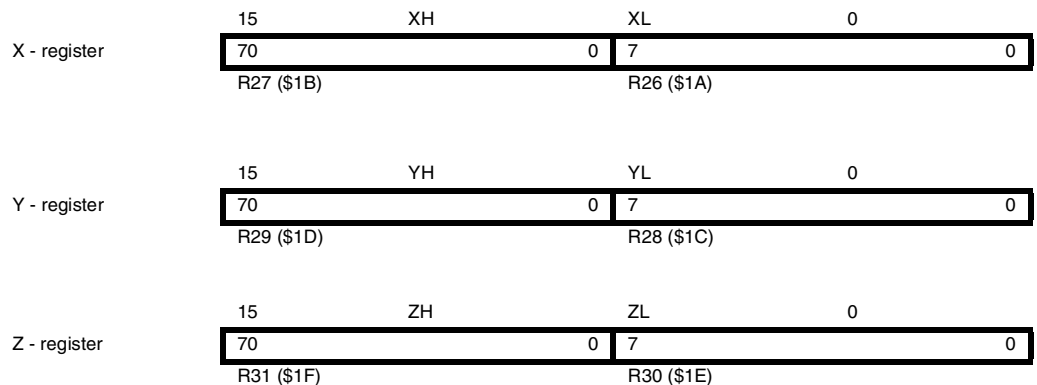 15 XH XL 0
X - register 70 0 7 0
R27 ($1B) R26 ($1A)
15 YH YL 0
Y - register 70 0 7 0
R29 ($1D) R28 ($1C)
15 ZH ZL 0
Z - register 70 0 7 0
R31 ($1F) R30 ($1E)